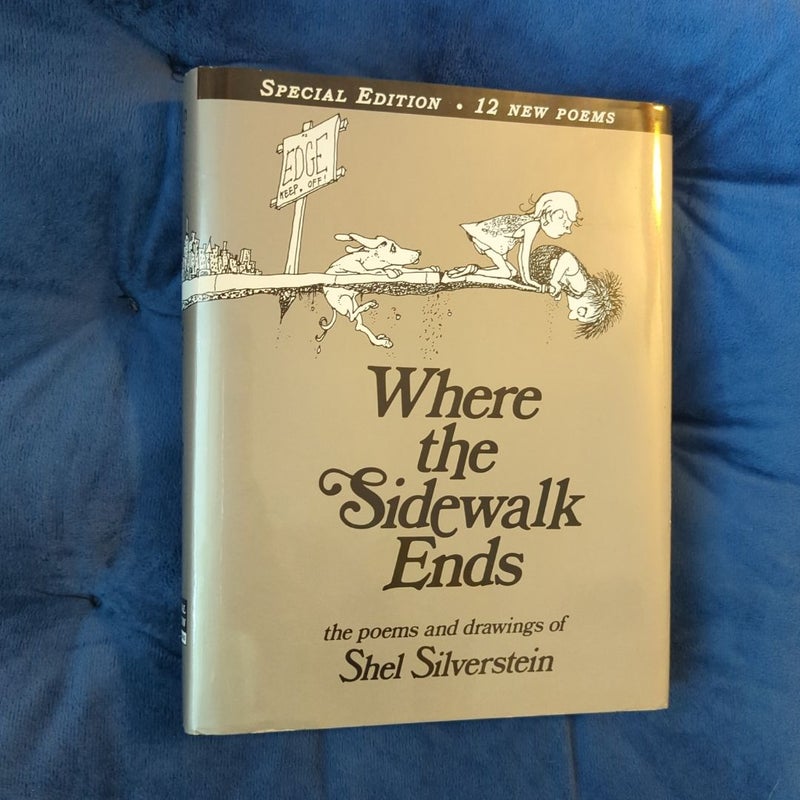 SPECIAL EDITION • 12 NEW POEMS
EDGE
KEEP OFF!
Where
the
Sidewalk
Ends
the poems and drawings of
Shel Silverstein